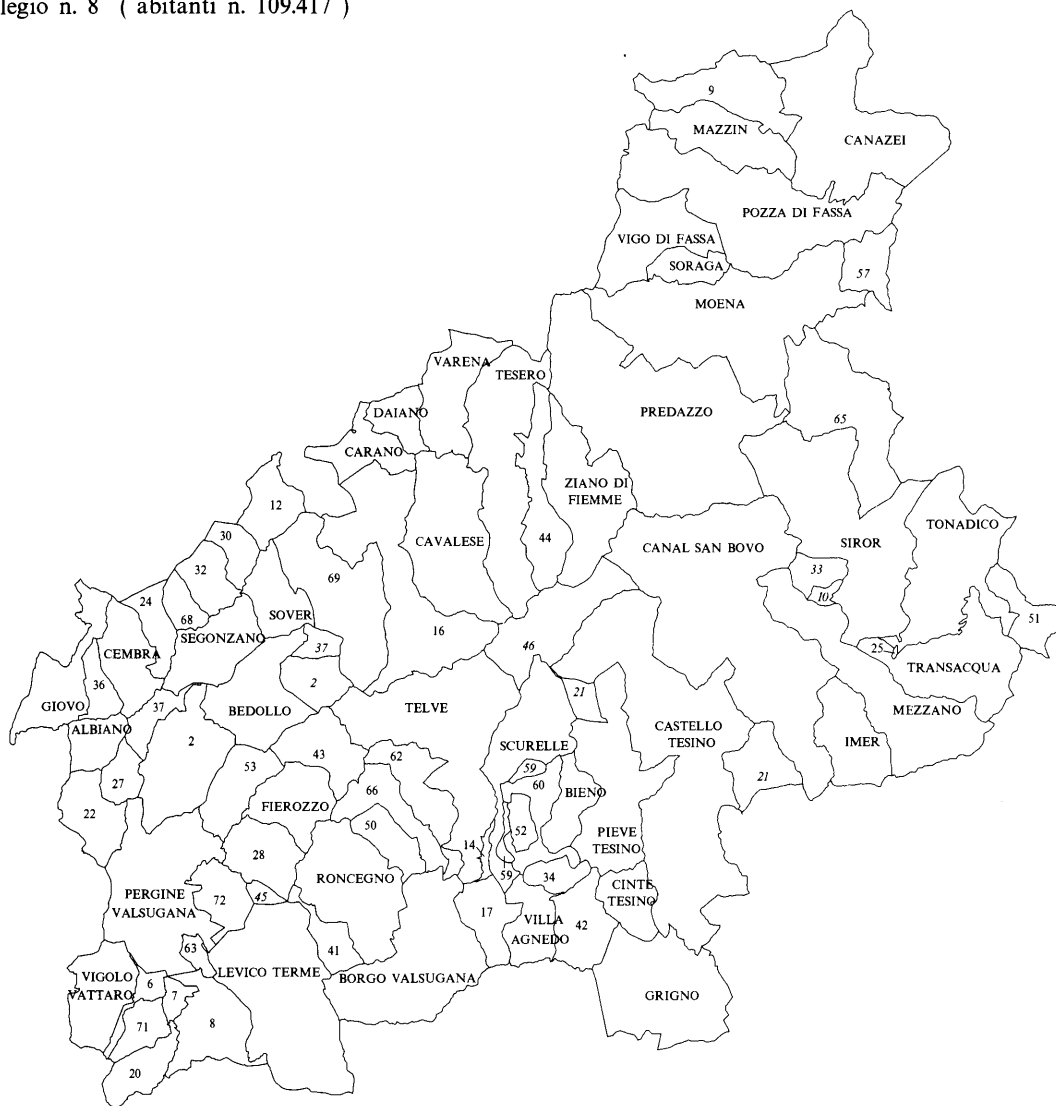 legio n. 8 ( abitanti n. 109.417 )
9
MAZZIN
CANAZEI
POZZA DI FASSA
VIGO DI FASSA
SORAGA
57
MOENA
VARENA
TESERO
DAIANO
PREDAZZO
65
CARANO
ZIANO DI
FIEMME
12
TONADICO
30
CAVALESE
44
SIROR
CANAL SAN BOVO
32
69
33
24
10
68
SOVER
51
SEGONZANO
16
37
46
25
CEMBRA
TRANSACQUA
36
2
21
GIOVO
37
BEDOLLO
TELVE
MEZZANO
ALBIANO
CASTELLO
TESINO
2
SCURELLE
IMER
43
62
53
59
21
27
60
BIENO
66
FIEROZZO
22
50
52
PIEVE
TESINO
14
28
59
34
RONCEGNO
CINTE
TESINO
PERGINE
VALSUGANA
72
45
17
VILLA
AGNEDO
42
63
41
VIGOLO
VATTARO
LEVICO TERME
BORGO VALSUGANA
6
7
GRIGNO
71
8
20